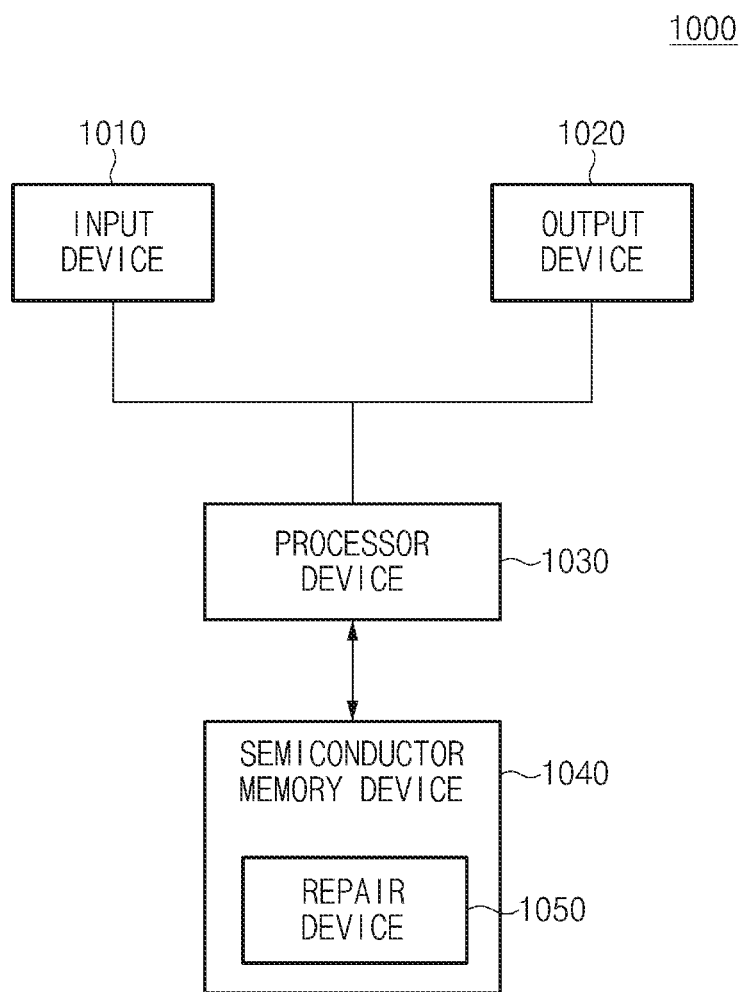 1000
1010
1020
INPUT
DEVICE
OUTPUT
DEVICE
PROCESSOR
DEVICE
1030
SEMICONDUCTOR
MEMORY DEVICE
1040
REPAIR
DEVICE
1050